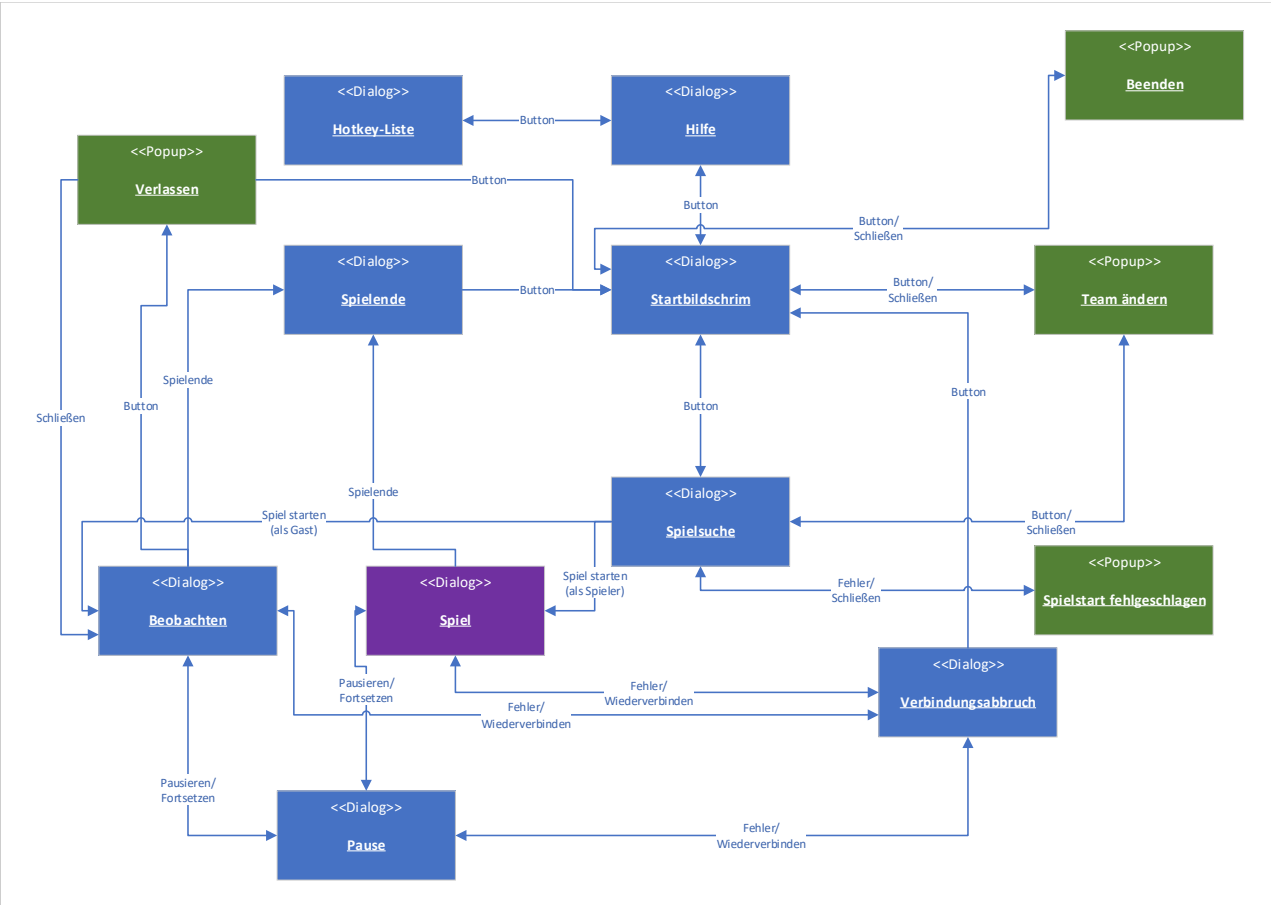 <<Popup>>
Beenden
<<Dialog>>
Hotkey-Liste
Button
<<Dialog>>
Hilfe
<<Popup>>
Verlassen
Button
Button
Button/
Schließen
<<Dialog>>
Spielende
Button
<<Dialog>>
Startbildschrim
Button/
Schließen
<<Popup>>
Team ändern
Spielende
Button
Schließen
Button
Button
Spielende
Spiel starten
(als Gast)
<<Dialog>>
Spielsuche
Button/
Schließen
<<Dialog>>
Beobachten
<<Dialog>>
Spiel
Spiel starten
(als Spieler)
Fehler/
Schließen
<<Popup>>
Spielstart fehlgeschlagen
Pausieren/
Fortsetzen
Fehler/
Wiederverbinden
Fehler/
Wiederverbinden
<<Dialog>>
Verbindungsabbruch
Pausieren/
Fortsetzen
<<Dialog>>
Pause
Fehler/
Wiederverbinden